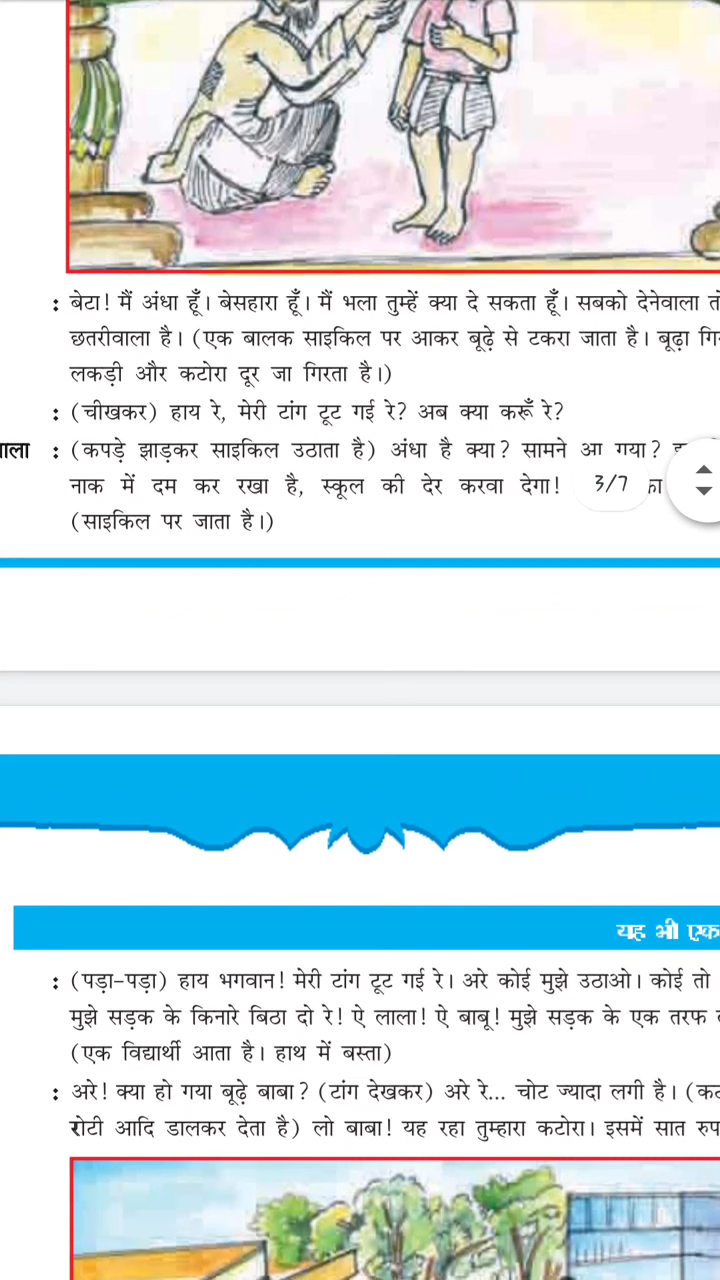 : बेटा! मैं अंधा हूँ। बेसहारा हूँ। मैं भला तुम्हें क्या दे सकता हूँ। सबको देनेवाला
छतरीवाला है। (एक बालक साइकिल पर आकर बूढ़े से टकरा जाता है। बूढ़ा
लकड़ी और कटोरा दूर जा गिरता है।)
: (चीखकर) हाय रे, मेरी टांग टूट गई रे? अब क्या करूँ रे?
: (कपड़े झाड़कर साइकिल उठाता है) अंधा है क्या? सामने आ गया?
नाक में दम कर रखा है, स्कूल की देर करवा देगा! 3/7
(साइकिल पर जाता है।)
यह भी एक
: (पड़ा-पड़ा) हाय भगवान! मेरी टांग टूट गई रे। अरे कोई मुझे उठाओ। कोई तो
मुझे सड़क के किनारे बिठा दो रे! ऐ लाला! ऐ बाबू! मुझे सड़क के एक तरफ
(एक विद्यार्थी आता है। हाथ में बस्ता)
: अरे! क्या हो गया बूढ़े बाबा? (टांग देखकर) अरे रे... चोट ज्यादा लगी है।
रोटी आदि डालकर देता है) लो बाबा! यह रहा तुम्हारा कटोरा। इसमें सात